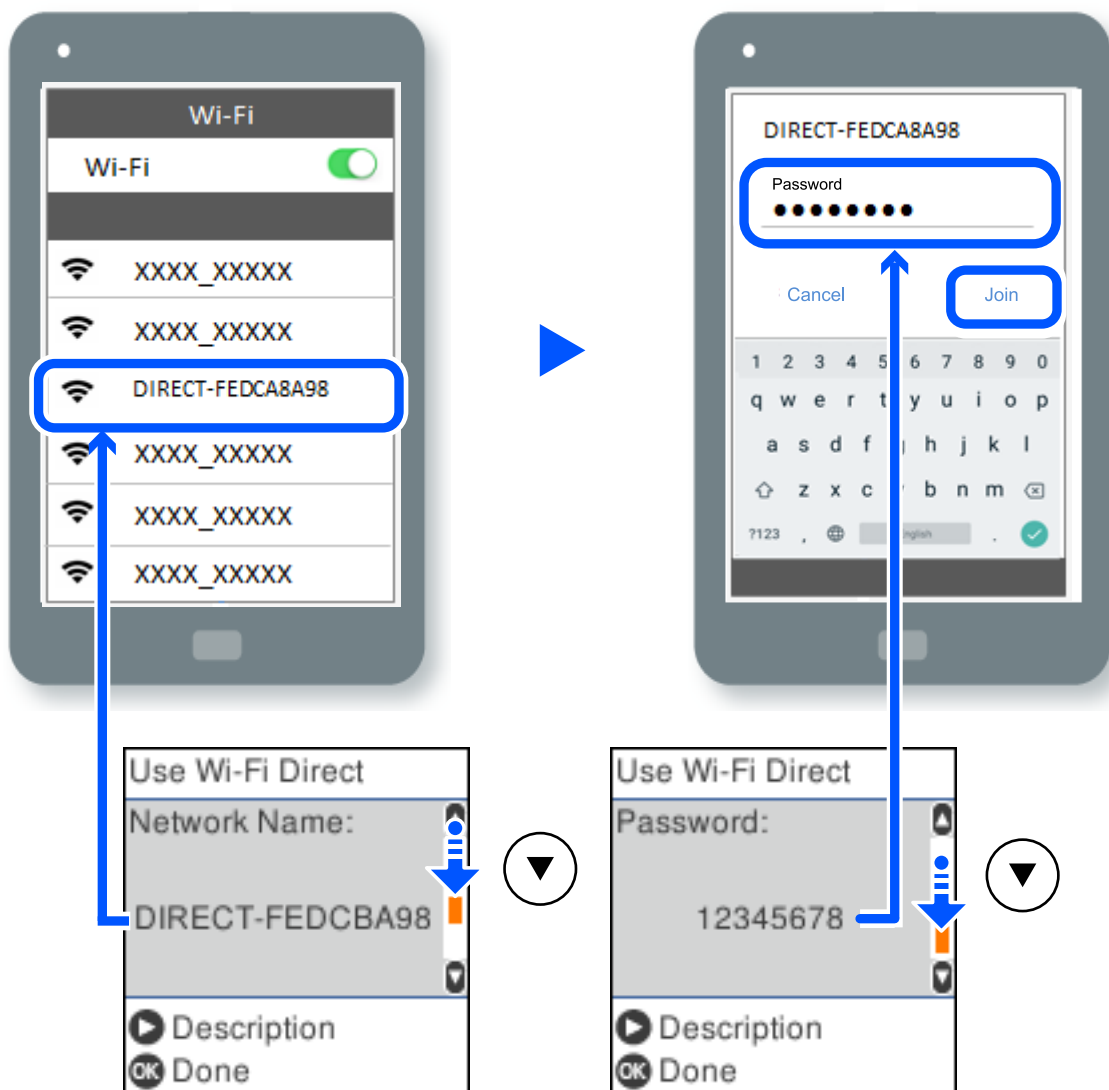 Wi-Fi
Wi-Fi
XXXX_XXXXX
XXXX_XXXXX
DIRECT-FEDCA8A98
XXXX_XXXXX
XXXX_XXXXX
XXXX_XXXXX
DIRECT-FEDCA8A98
Password
Cancel Join
1 2 3 4 5 6 7 8 9 0
q w e r t y u i o p
a s d f j h j k l
z x c b n m
?123 , .
Use Wi-Fi Direct
Network Name:
DIRECT-FEDCBA98
Description
OK Done
Use Wi-Fi Direct
Password:
12345678
Description
OK Done